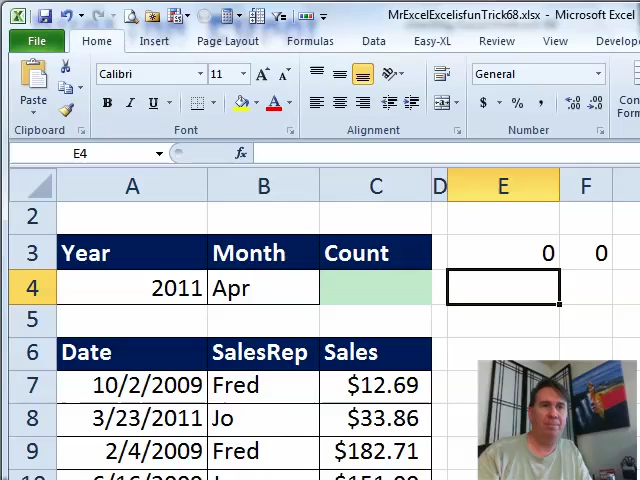 MrExcelExcelisfunTrick68.xlsx - Microsoft Excel
File Home Insert Page Layout Formulas Easy-XL Review View
Calibri 11 General
Paste
B I U $ % ,
Clipboard Font Alignment Number
E4 fx
A B C D E F
2
3 Year Month Count 0 0
4 2011 Apr
5
6 Date SalesRep Sales
7 10/2/2009 Fred $12.69
8 3/23/2011 Jo $33.86
9 2/4/2009 Fred $182.71